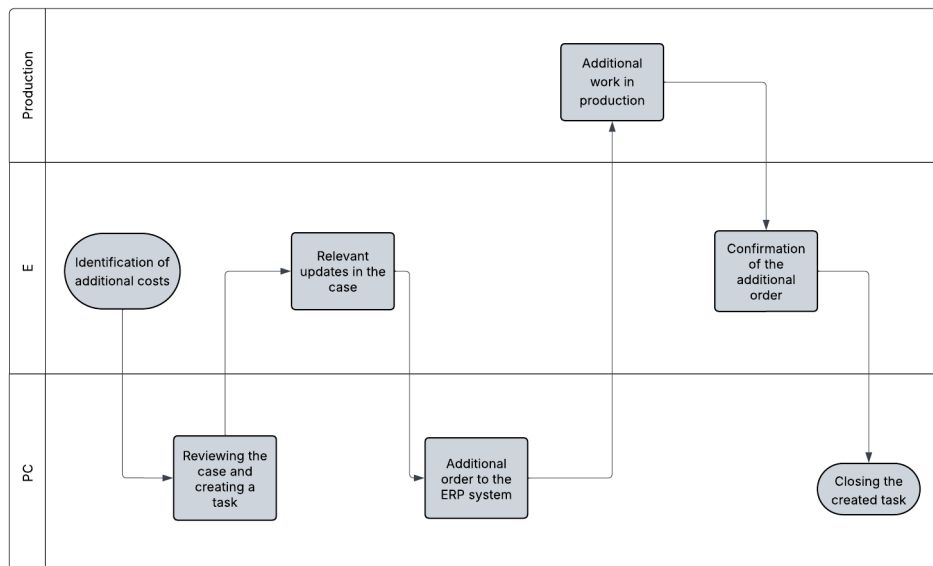 Production
Additional
work in
production
E
Identification of
additional costs
Relevant
updates in the
case
Confirmation
of the
additional
order
PC
Reviewing the
case and
creating a
task
Additional
order to the
ERP system
Closing the
created task